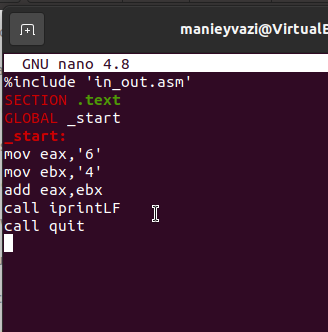 manieyvazi@VirtualB
GNU nano 4.8
%include 'in_out.asm'
SECTION .text
GLOBAL _start
_start:
mov eax,'6'
mov ebx,'4'
add eax,ebx
call iprintLF
call quit